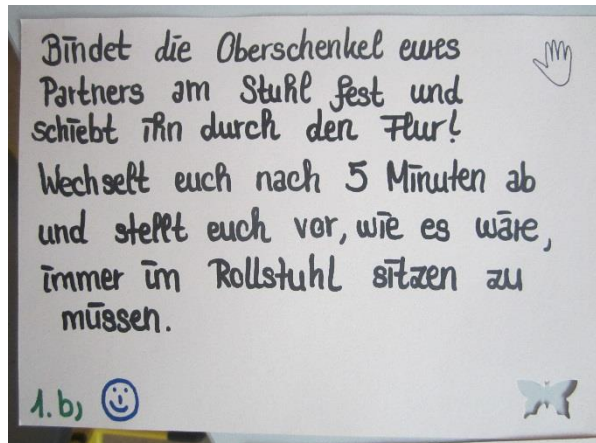 Bindet die Oberschenkel eures
Partners am Stuhl fest und
schiebt ihn durch den Flur!
Wechselt euch nach 5 Minuten ab
und stellt euch vor, wie es wäre,
immer im Rollstuhl sitzen zu
müssen.
1.b)